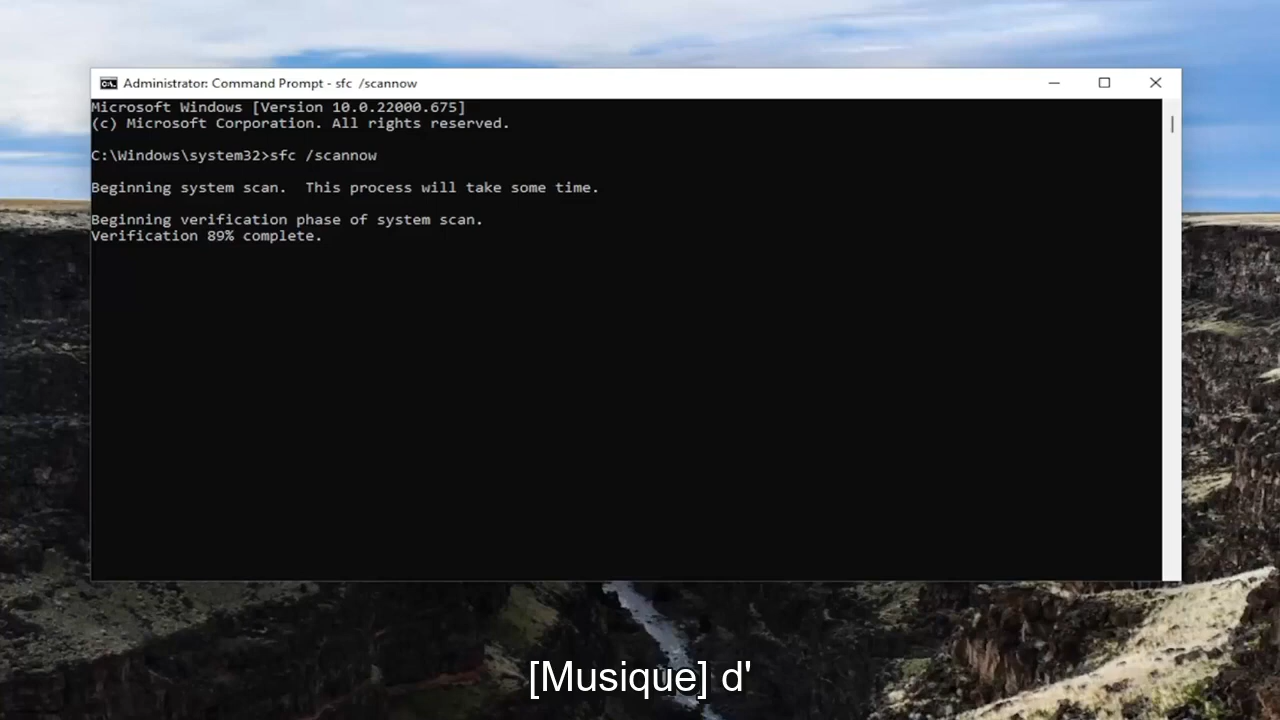 Administrator: Command Prompt - sfc /scannow
Microsoft Windows [Version 10.0.22000.675]
(c) Microsoft Corporation. All rights reserved.
C:\Windows\system32>sfc /scannow
Beginning system scan.  This process will take some time.
Beginning verification phase of system scan.
Verification 89% complete.
[Musique] d'